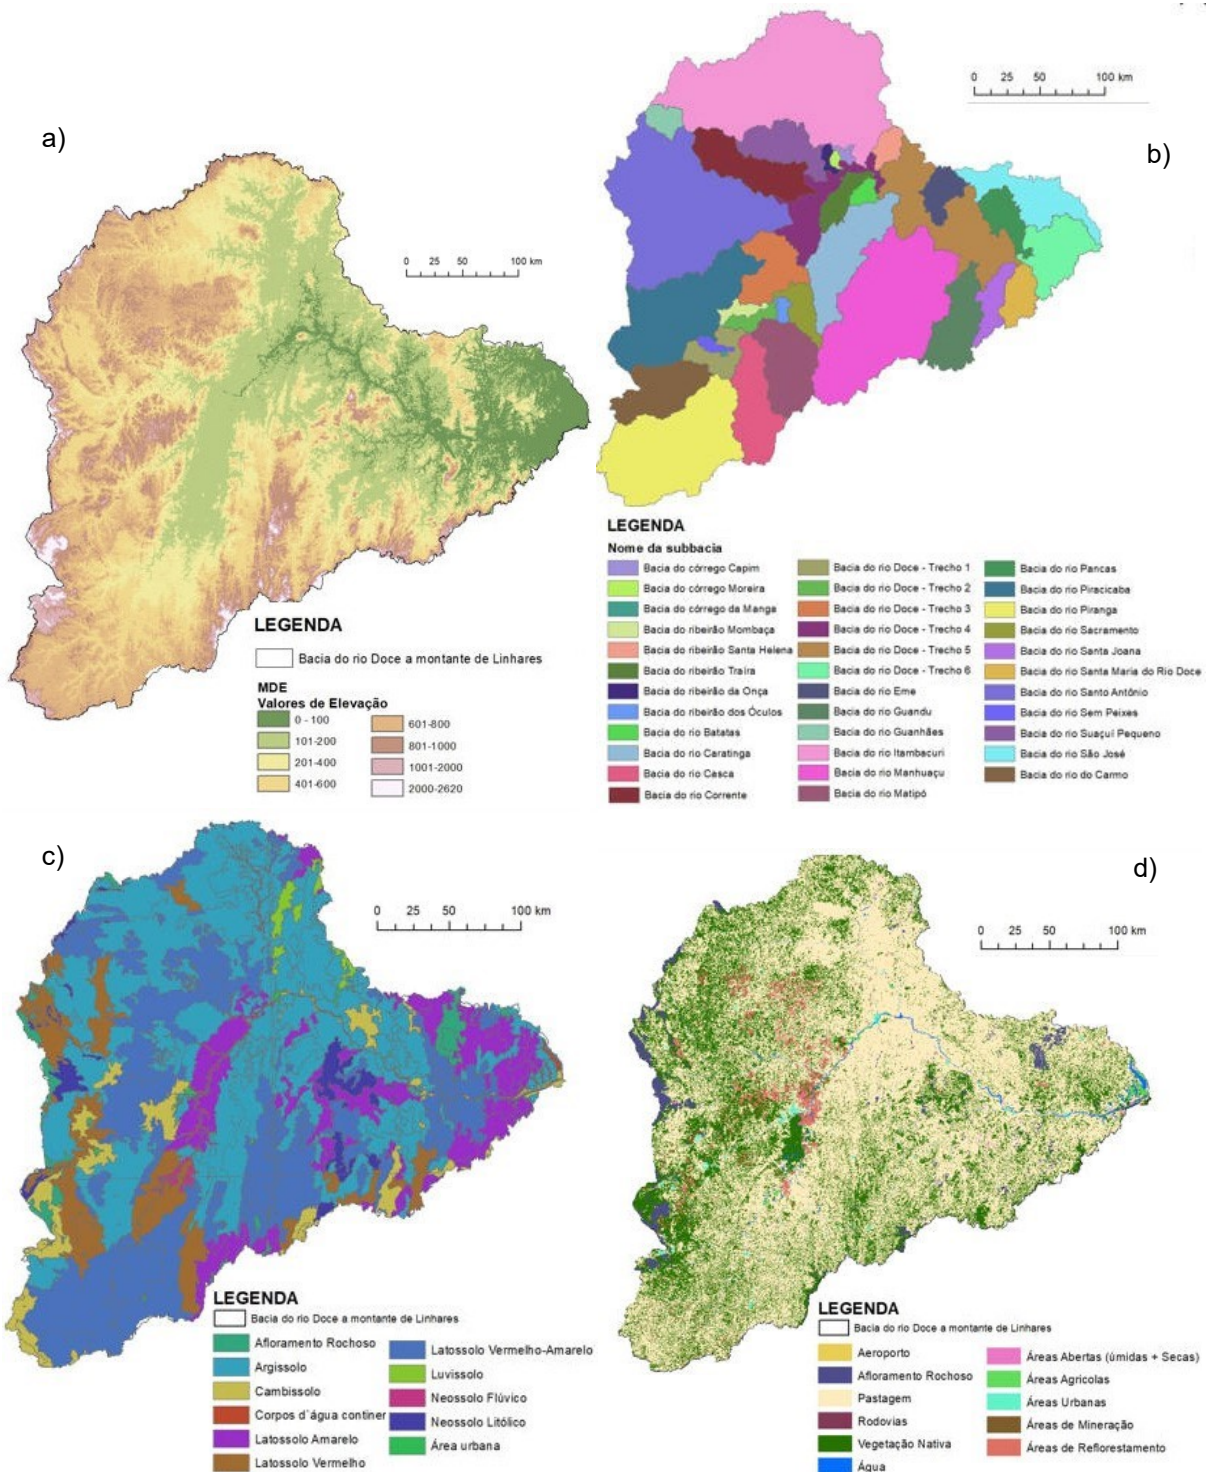 a)
0 25 50 100 km
LEGENDA
Bacia do rio Doce a montante de Linhares
MDE
Valores de Elevação
0 - 100
101-200
201-400
401-600
601-800
801-1000
1001-2000
2000-2620
b)
0 25 50 100 km
LEGENDA
Nome da subbacia
Bacia do córrego Capim
Bacia do córrego Moreira
Bacia do córrego da Manga
Bacia do ribeirão Mombaça
Bacia do ribeirão Santa Helena
Bacia do ribeirão Traíra
Bacia do ribeirão da Onça
Bacia do ribeirão dos Óculos
Bacia do rio Batatas
Bacia do rio Caratinga
Bacia do rio Casca
Bacia do rio Corrente
Bacia do rio Doce - Trecho 1
Bacia do rio Doce - Trecho 2
Bacia do rio Doce - Trecho 3
Bacia do rio Doce - Trecho 4
Bacia do rio Doce - Trecho 5
Bacia do rio Doce - Trecho 6
Bacia do rio Eme
Bacia do rio Guandu
Bacia do rio Guanhães
Bacia do rio Itambacuri
Bacia do rio Manhuaçu
Bacia do rio Matipó
Bacia do rio Pancas
Bacia do rio Piracicaba
Bacia do rio Piranga
Bacia do rio Sacramento
Bacia do rio Santa Joana
Bacia do rio Santa Maria do Rio Doce
Bacia do rio Santo Antônio
Bacia do rio Sem Peixes
Bacia do rio Suaçuí Pequeno
Bacia do rio São José
Bacia do rio do Carmo
c)
0 25 50 100 km
LEGENDA
Bacia do rio Doce a montante de Linhares
Afloramento Rochoso
Argissolo
Cambissolo
Corpos d`água continer
Latossolo Amarelo
Latossolo Vermelho
Latossolo Vermelho-Amarelo
Luvissolo
Neossolo Flúvico
Neossolo Litólico
Área urbana
d)
0 25 50 100 km
LEGENDA
Bacia do rio Doce a montante de Linhares
Aeroporto
Afloramento Rochoso
Pastagem
Rodovias
Vegetação Nativa
Água
Áreas Abertas (úmidas + Secas)
Áreas Agrícolas
Áreas Urbanas
Áreas de Mineração
Áreas de Reflorestamento